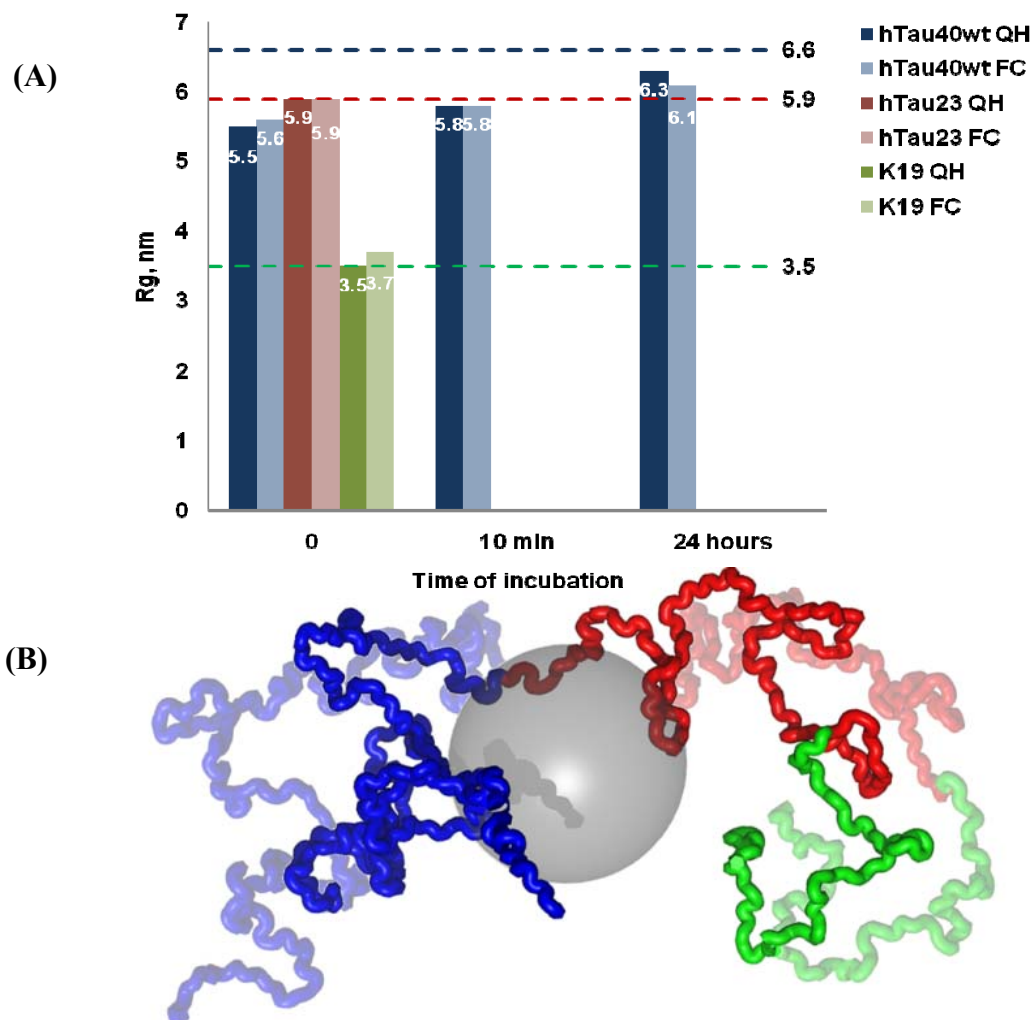 (A)
7
6
5
4
3
2
1
0
Rg, nm
6.6
5.9
3.5
5.5
5.6
5.9
5.9
3.5
3.7
5.8
5.8
6.3
6.1
0
10 min
24 hours
Time of incubation
hTau40wt QH
hTau40wt FC
hTau23 QH
hTau23 FC
K19 QH
K19 FC
(B)